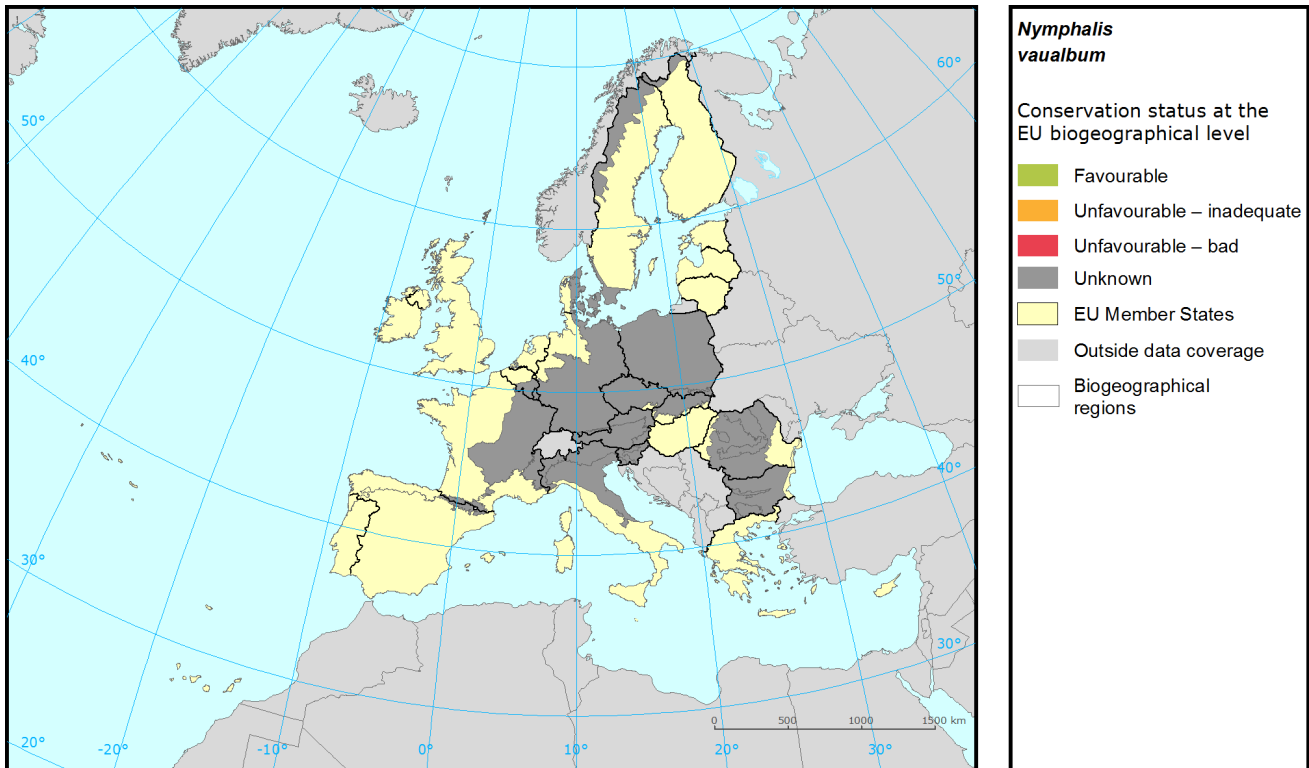 60°
50°
50°
40°
40°
30°
30°
0 500 1000 1500 km
20° -20° -10° 0° 10° 20° 30°
Nymphalis
vaualbum
Conservation status at the
EU biogeographical level
Favourable
Unfavourable – inadequate
Unfavourable – bad
Unknown
EU Member States
Outside data coverage
Biogeographical
regions